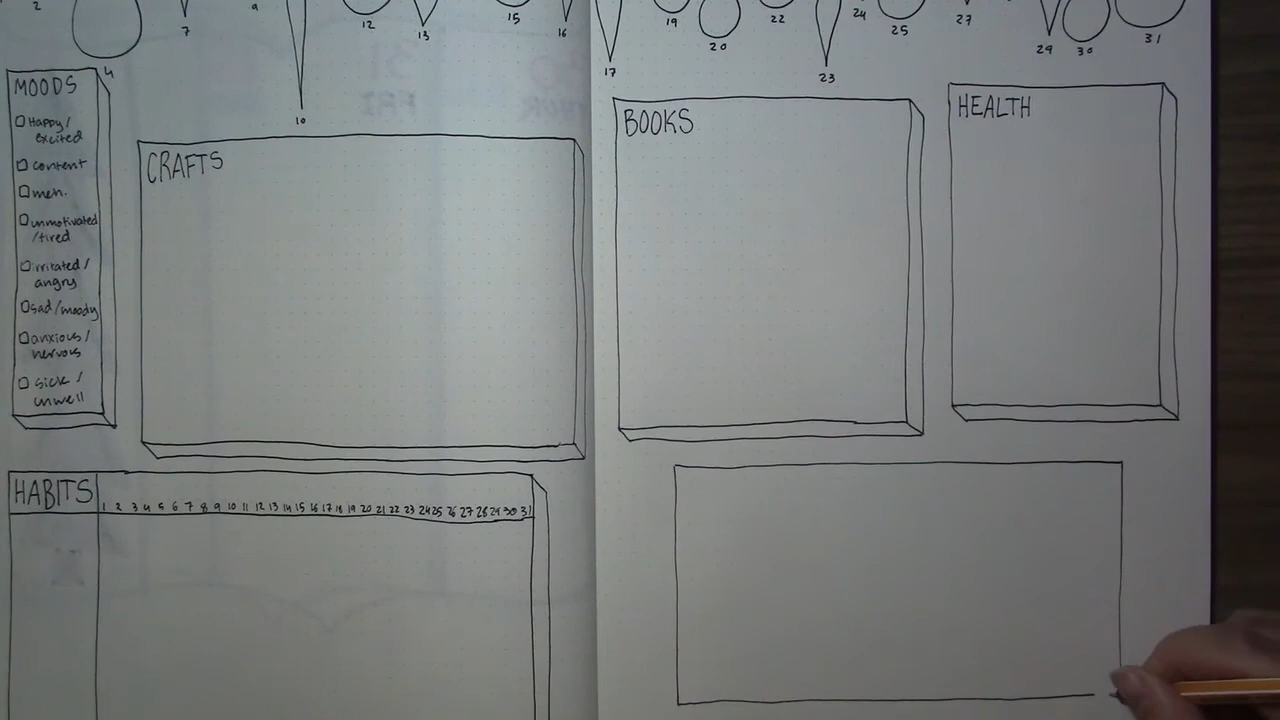 2
7
9
10
12
13
15
16
17
19
20
22
23
24
25
27
29
30
31
4
MOODS
Happy/
excited
content
meh.
unmotivated
/tired
irritated/
angry
sad/moody
anxious/
nervous
sick/
unwell
CRAFTS
BOOKS
HEALTH
HABITS
1 2 3 4 5 6 7 8 9 10 11 12 13 14 15 16 17 18 19 20 21 22 23 24 25 26 27 28 29 30 31